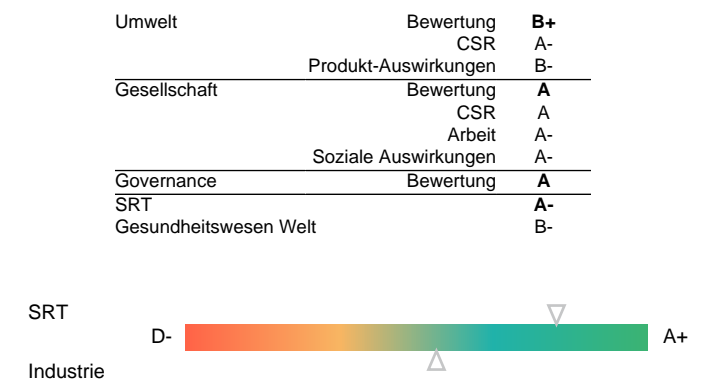 Umwelt Bewertung B+
CSR A-
Produkt-Auswirkungen B-
Gesellschaft Bewertung A
CSR A
Arbeit A-
Soziale Auswirkungen A-
Governance Bewertung A
SRT A-
Gesundheitswesen Welt B-
SRT
D- A+
Industrie